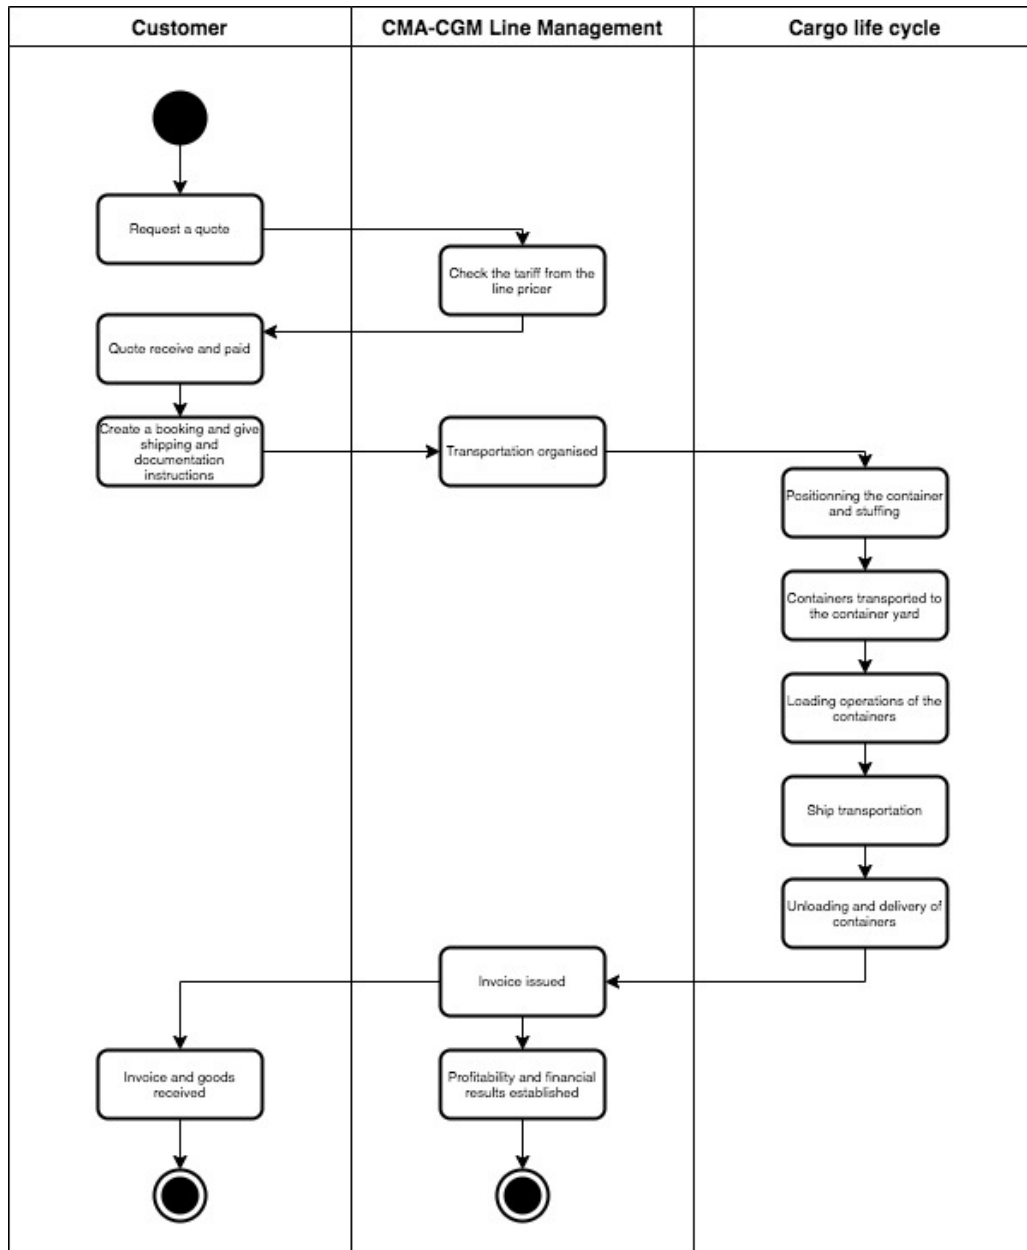 Customer
CMA-CGM Line Management
Cargo life cycle
Request a quote
Check the tariff from the
line pricer
Quote receive and paid
Create a booking and give
shipping and
documentation
instructions
Transportation organised
Positionning the container
and stuffing
Containers transported to
the container yard
Loading operations of the
containers
Ship transportation
Unloading and delivery of
containers
Invoice issued
Invoice and goods
received
Profitability and financial
results established